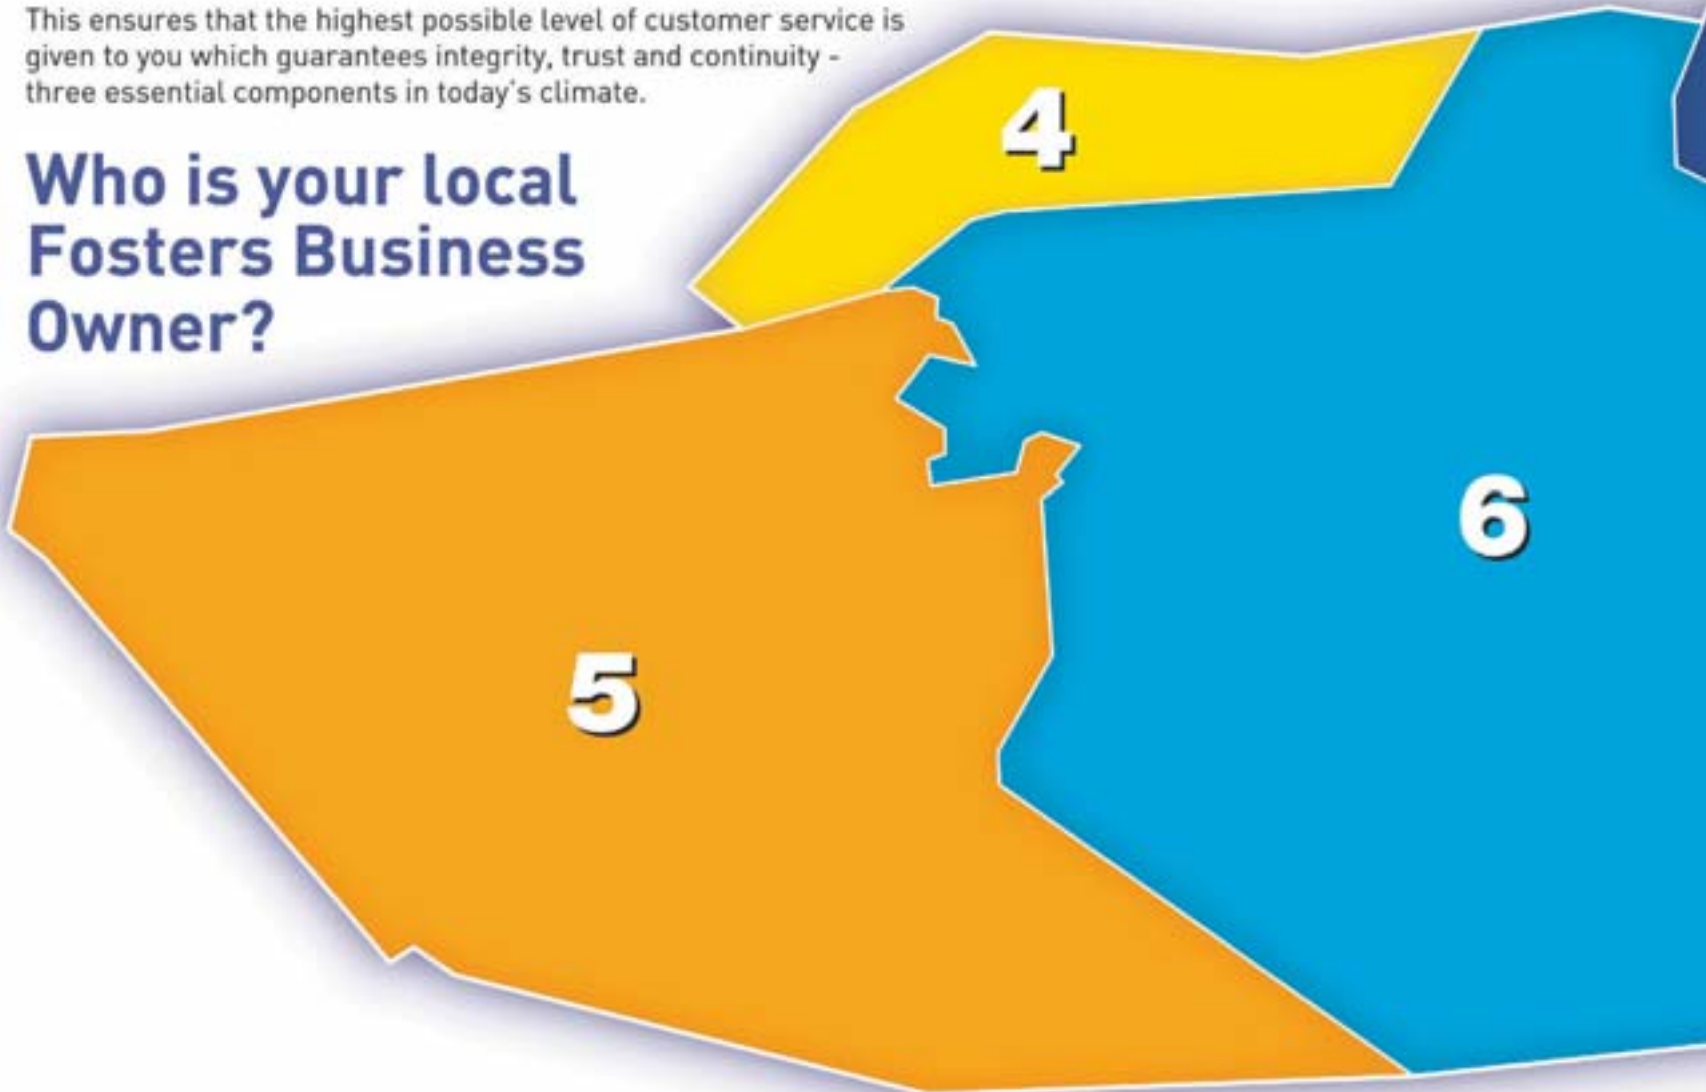 This ensures that the highest possible level of customer service is
given to you which guarantees integrity, trust and continuity -
three essential components in today's climate.
Who is your local
Fosters Business
Owner?
4
6
5